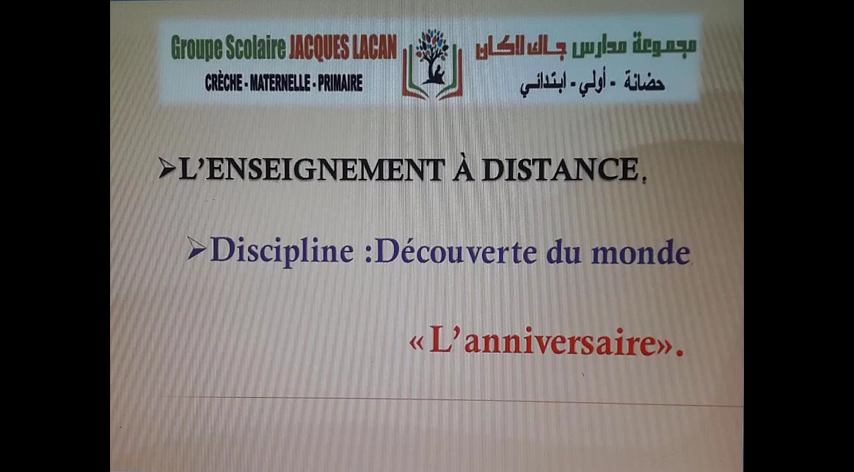 Groupe Scolaire JACQUES LACAN
CRÈCHE - MATERNELLE - PRIMAIRE
مجموعة مدارس جاك لاكان
حضانة - أولي - ابتدائي
➢L'ENSEIGNEMENT À DISTANCE.
➢Discipline :Découverte du monde
« L'anniversaire».